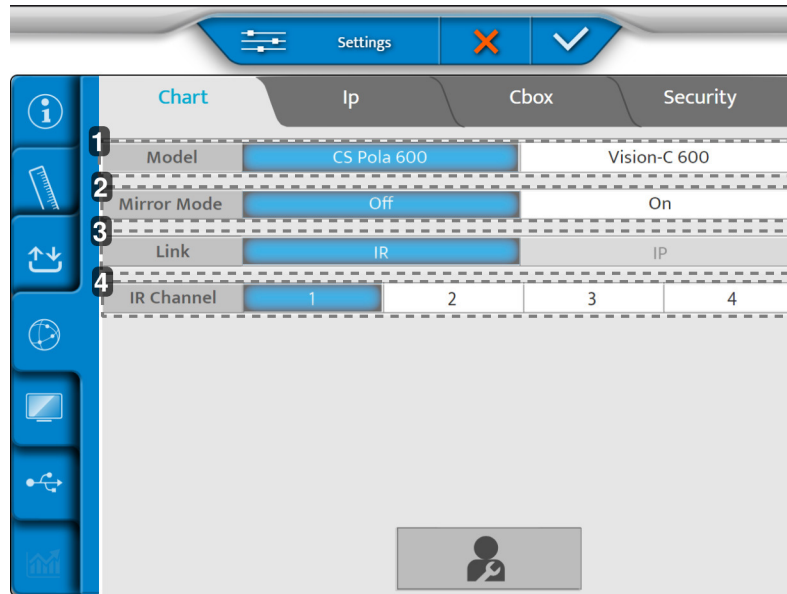 Settings
Chart Ip Cbox Security
1
Model CS Pola 600 Vision-C 600
2
Mirror Mode Off On
3
Link IR IP
4
IR Channel 1 2 3 4